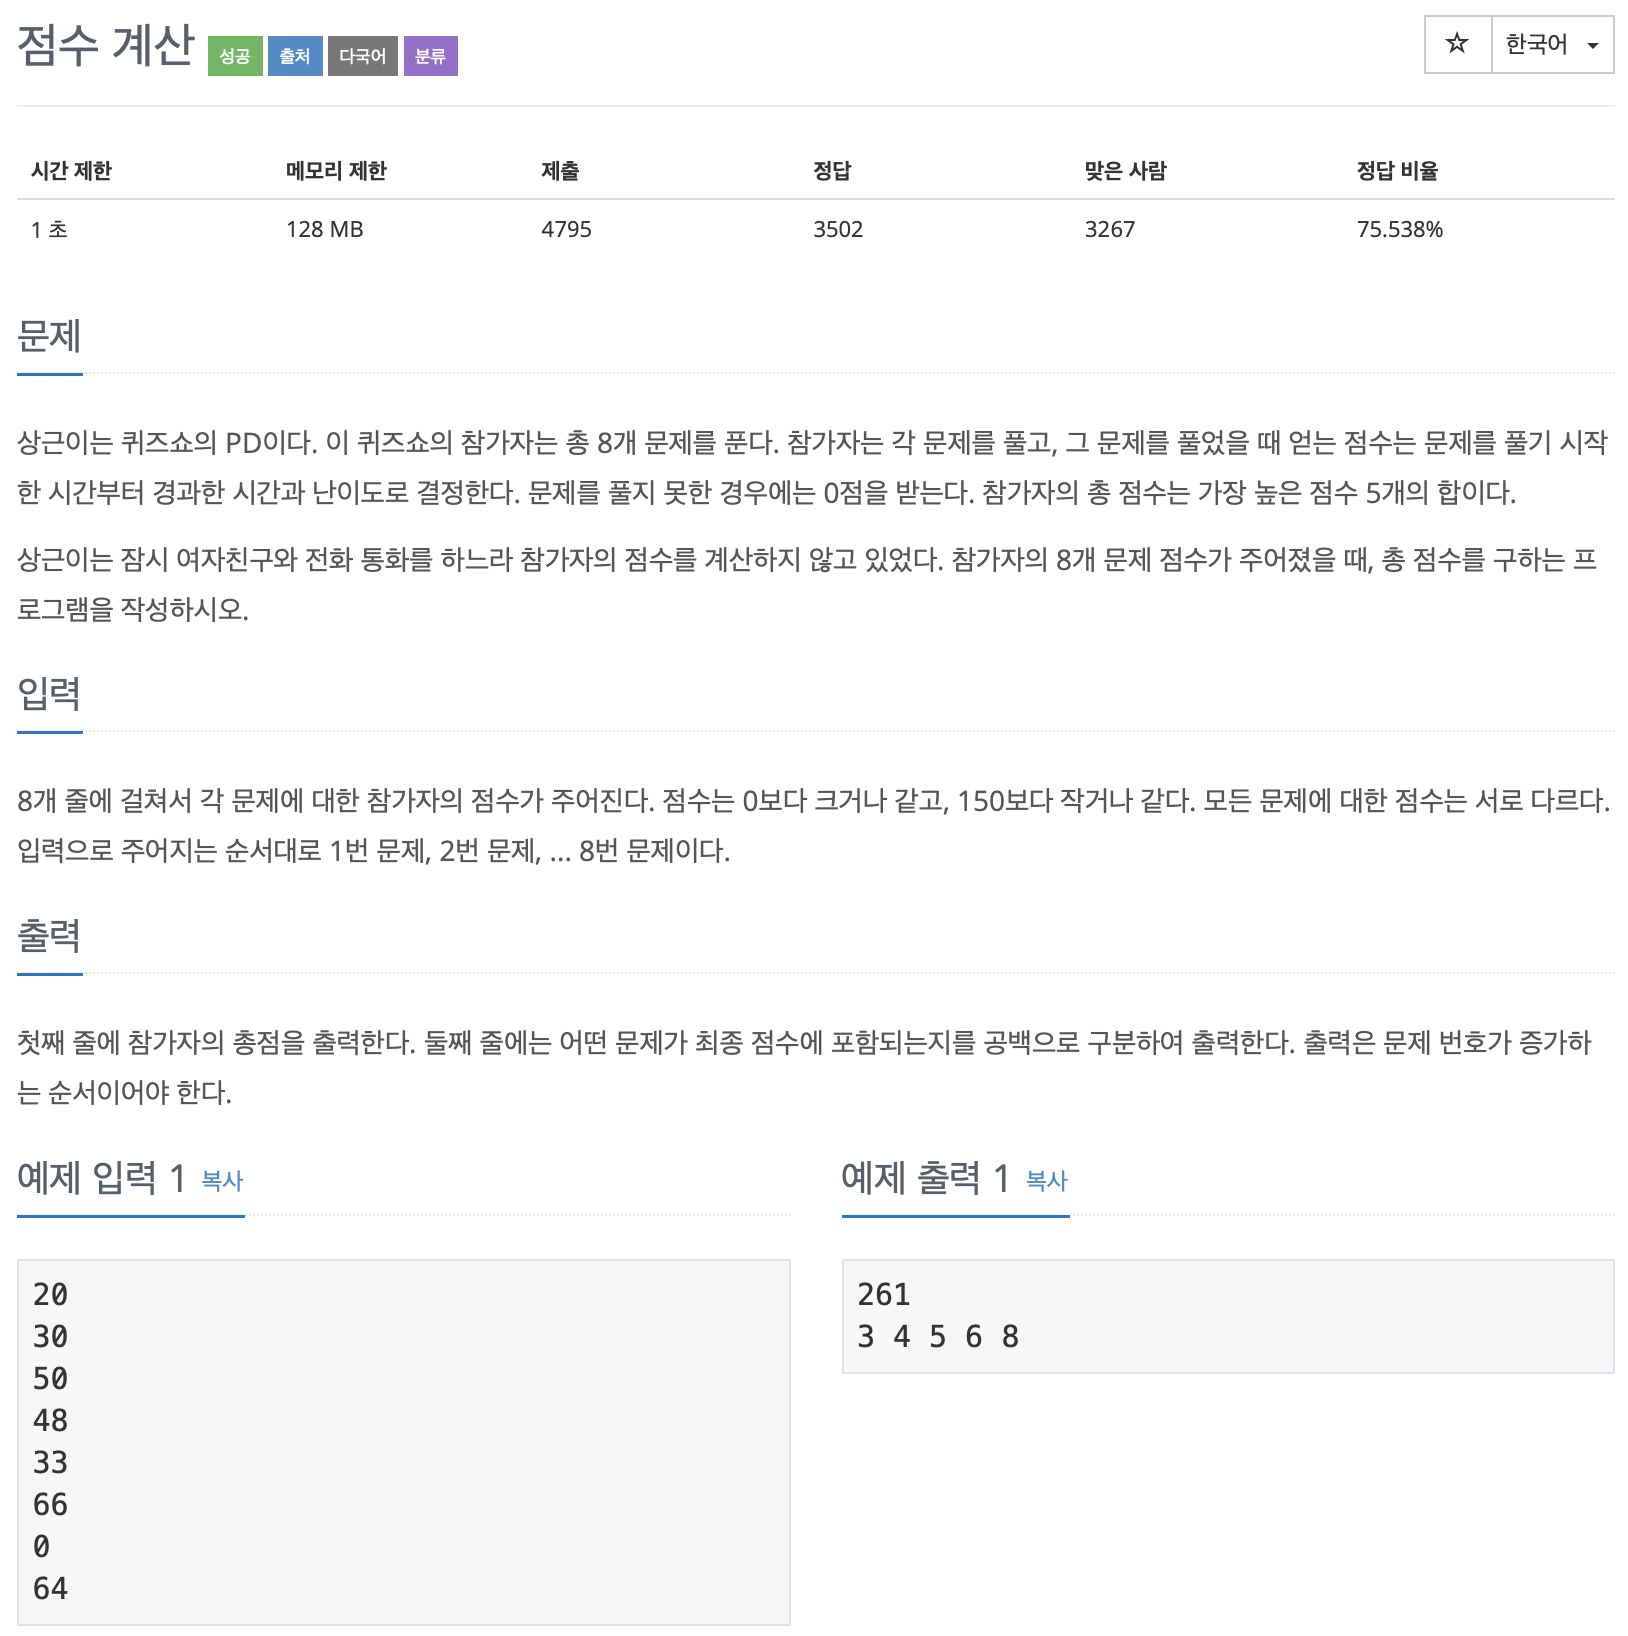 점수 계산 성공 출처 다국어 분류 ☆ 한국어
시간 제한 메모리 제한 제출 정답 맞은 사람 정답 비율
1 초 128 MB 4795 3502 3267 75.538%
문제
상근이는 퀴즈쇼의 PD이다. 이 퀴즈쇼의 참가자는 총 8개 문제를 푼다. 참가자는 각 문제를 풀고, 그 문제를 풀었을 때 얻는 점수는 문제를 풀기 시작
한 시간부터 경과한 시간과 난이도로 결정한다. 문제를 풀지 못한 경우에는 0점을 받는다. 참가자의 총 점수는 가장 높은 점수 5개의 합이다.
상근이는 잠시 여자친구와 전화 통화를 하느라 참가자의 점수를 계산하지 않고 있었다. 참가자의 8개 문제 점수가 주어졌을 때, 총 점수를 구하는 프
로그램을 작성하시오.
입력
8개 줄에 걸쳐서 각 문제에 대한 참가자의 점수가 주어진다. 점수는 0보다 크거나 같고, 150보다 작거나 같다. 모든 문제에 대한 점수는 서로 다르다.
입력으로 주어지는 순서대로 1번 문제, 2번 문제, ... 8번 문제이다.
출력
첫째 줄에 참가자의 총점을 출력한다. 둘째 줄에는 어떤 문제가 최종 점수에 포함되는지를 공백으로 구분하여 출력한다. 출력은 문제 번호가 증가하
는 순서이어야 한다.
예제 입력 1 복사
20
30
50
48
33
66
0
64
예제 출력 1 복사
261
3 4 5 6 8